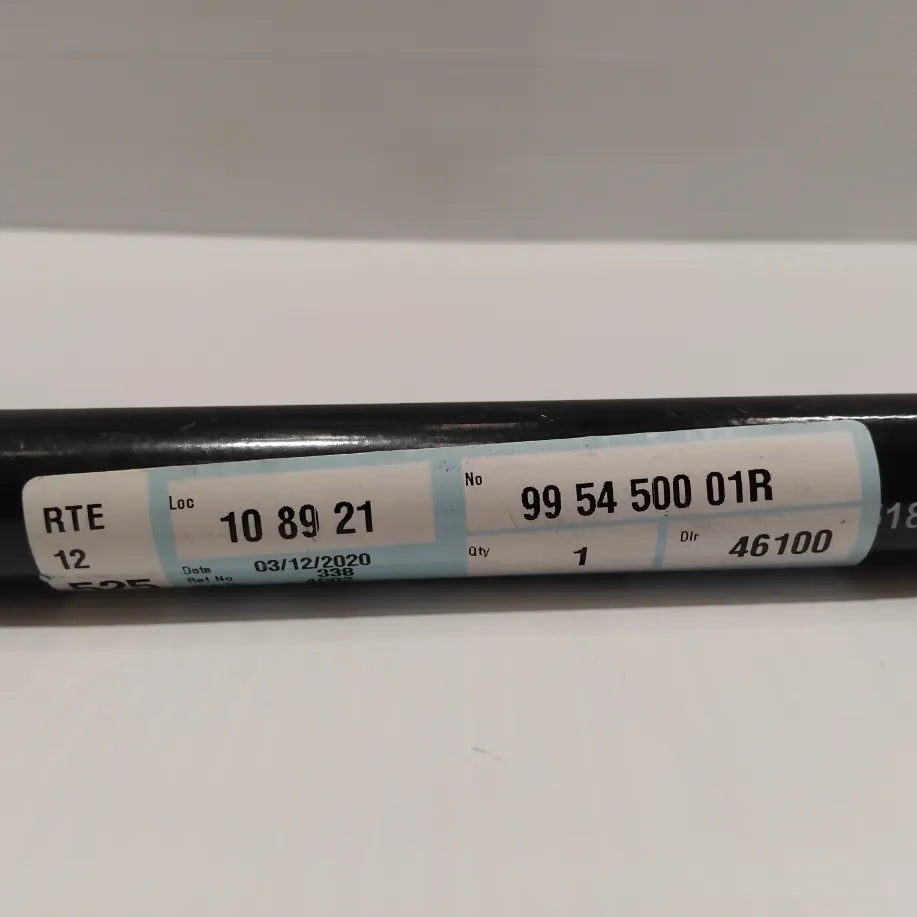 RTE
12
525
Loc
10 89 21
Date 03/12/2020
Ref No 338
No
99 54 500 01R
Qty 1
Dlr 46100